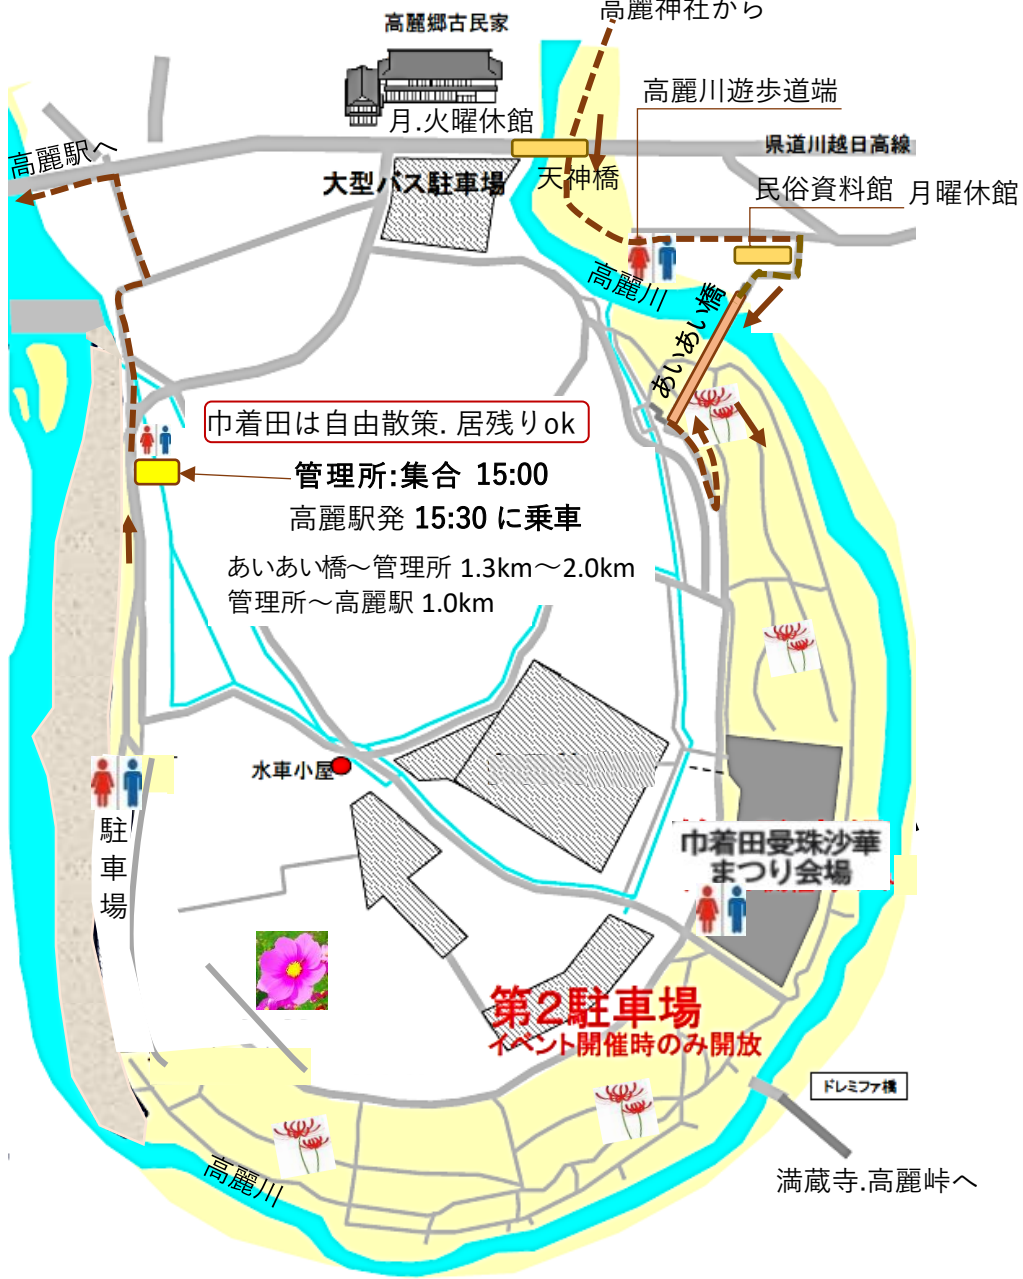 高麗神社から
高麗郷古民家
高麗川遊歩道端
月.火曜休館
県道川越日高線
高麗駅へ
大型バス駐車場
天神橋
民俗資料館 月曜休館
高麗川
あいあい橋
巾着田は自由散策. 居残りok
管理所:集合 15:00
高麗駅発 15:30 に乗車
あいあい橋～管理所 1.3km～2.0km
管理所～高麗駅 1.0km
水車小屋
駐車場
巾着田曼珠沙華
まつり会場
第2駐車場
イベント開催時のみ開放
ドレミファ橋
高麗川
満蔵寺.高麗峠へ